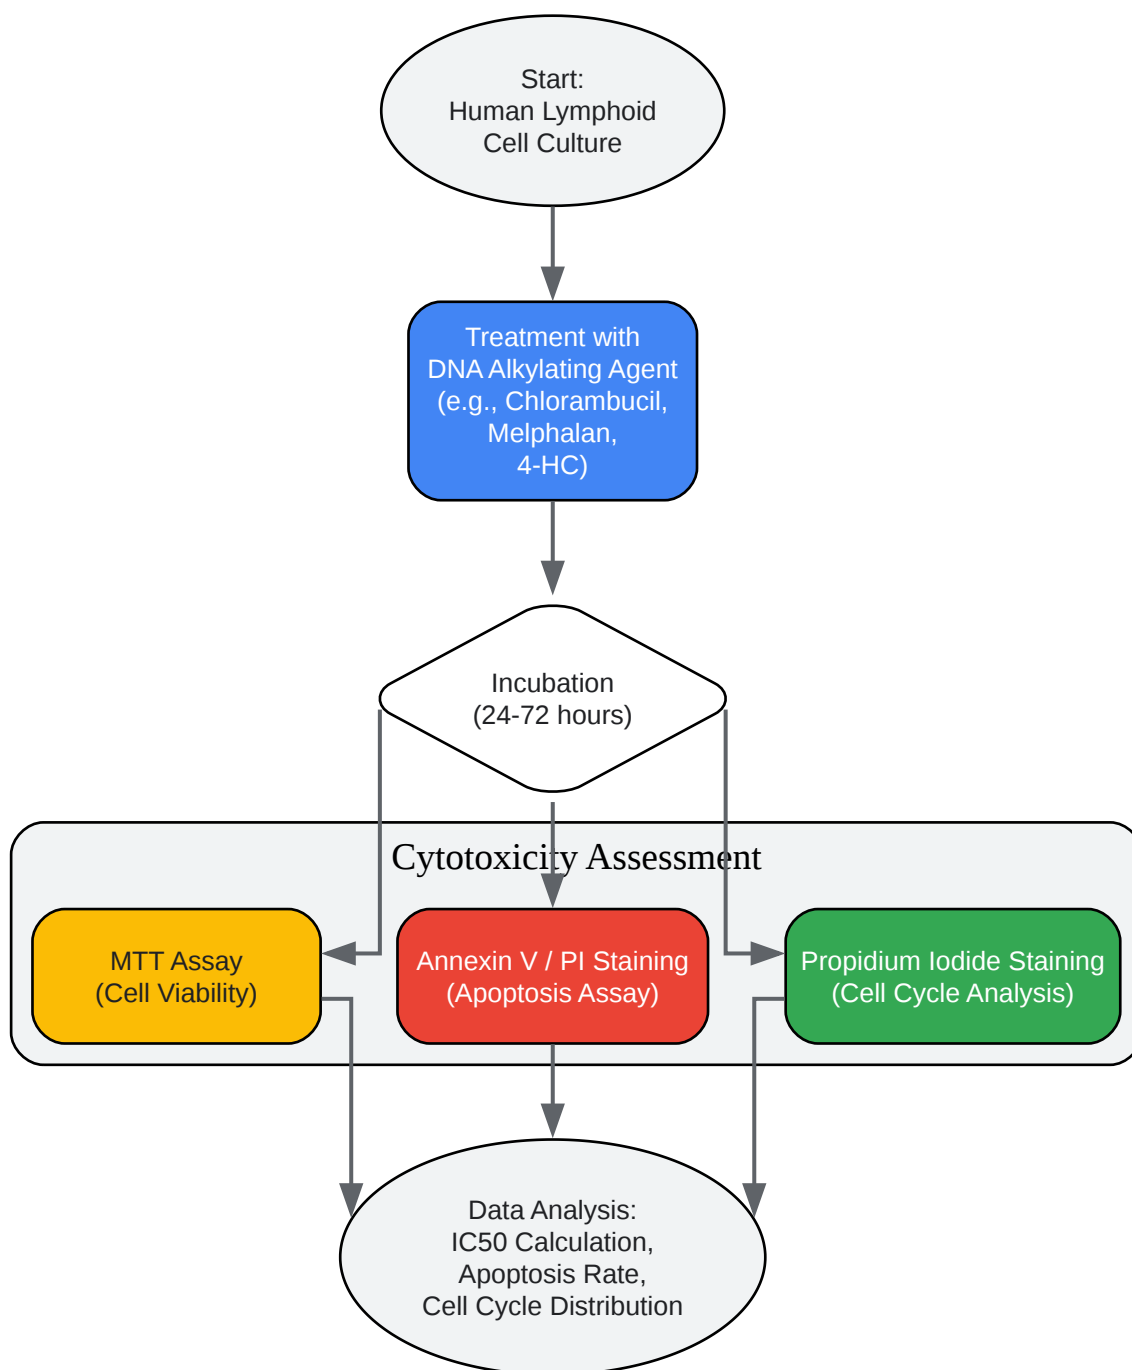 Start:
Human Lymphoid
Cell Culture
Treatment with
DNA Alkylating Agent
(e.g., Chlorambucil,
Melphalan,
4-HC)
Incubation
(24-72 hours)
Cytotoxicity Assessment
MTT Assay
(Cell Viability)
Annexin V / PI Staining
(Apoptosis Assay)
Propidium Iodide Staining
(Cell Cycle Analysis)
Data Analysis:
IC50 Calculation,
Apoptosis Rate,
Cell Cycle Distribution